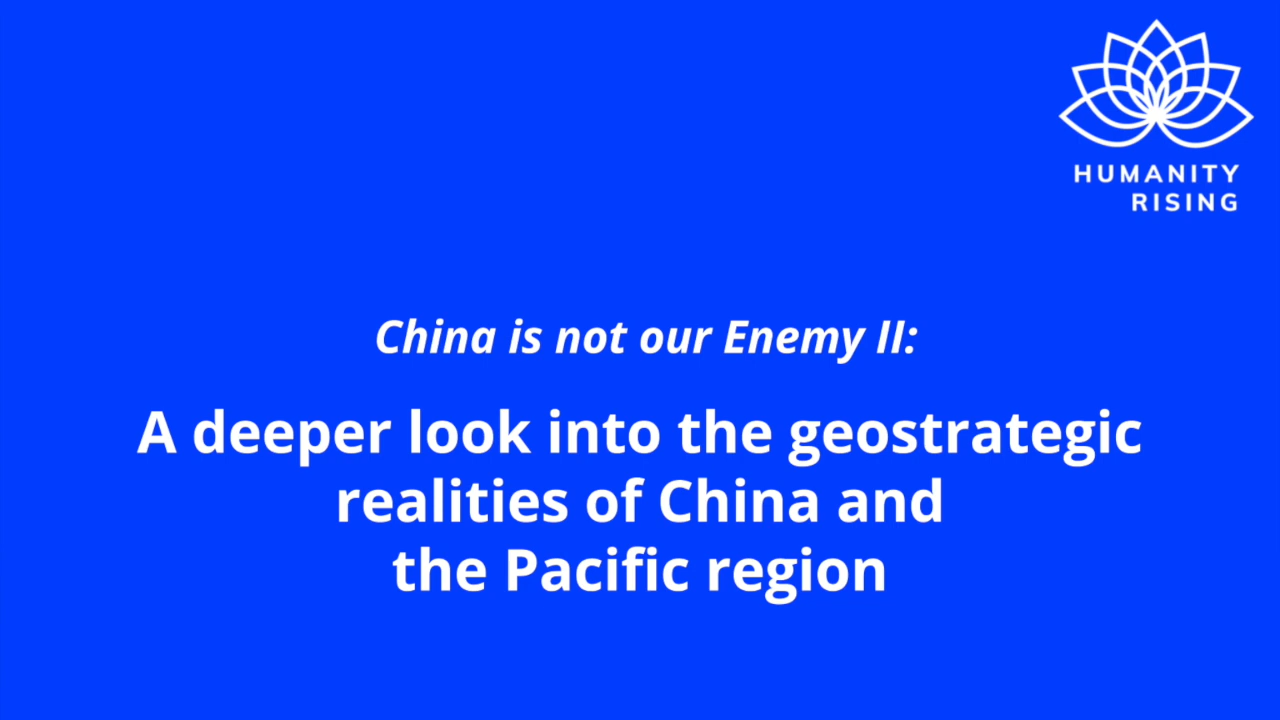 HUMANITY
RISING
China is not our Enemy II:
A deeper look into the geostrategic
realities of China and
the Pacific region